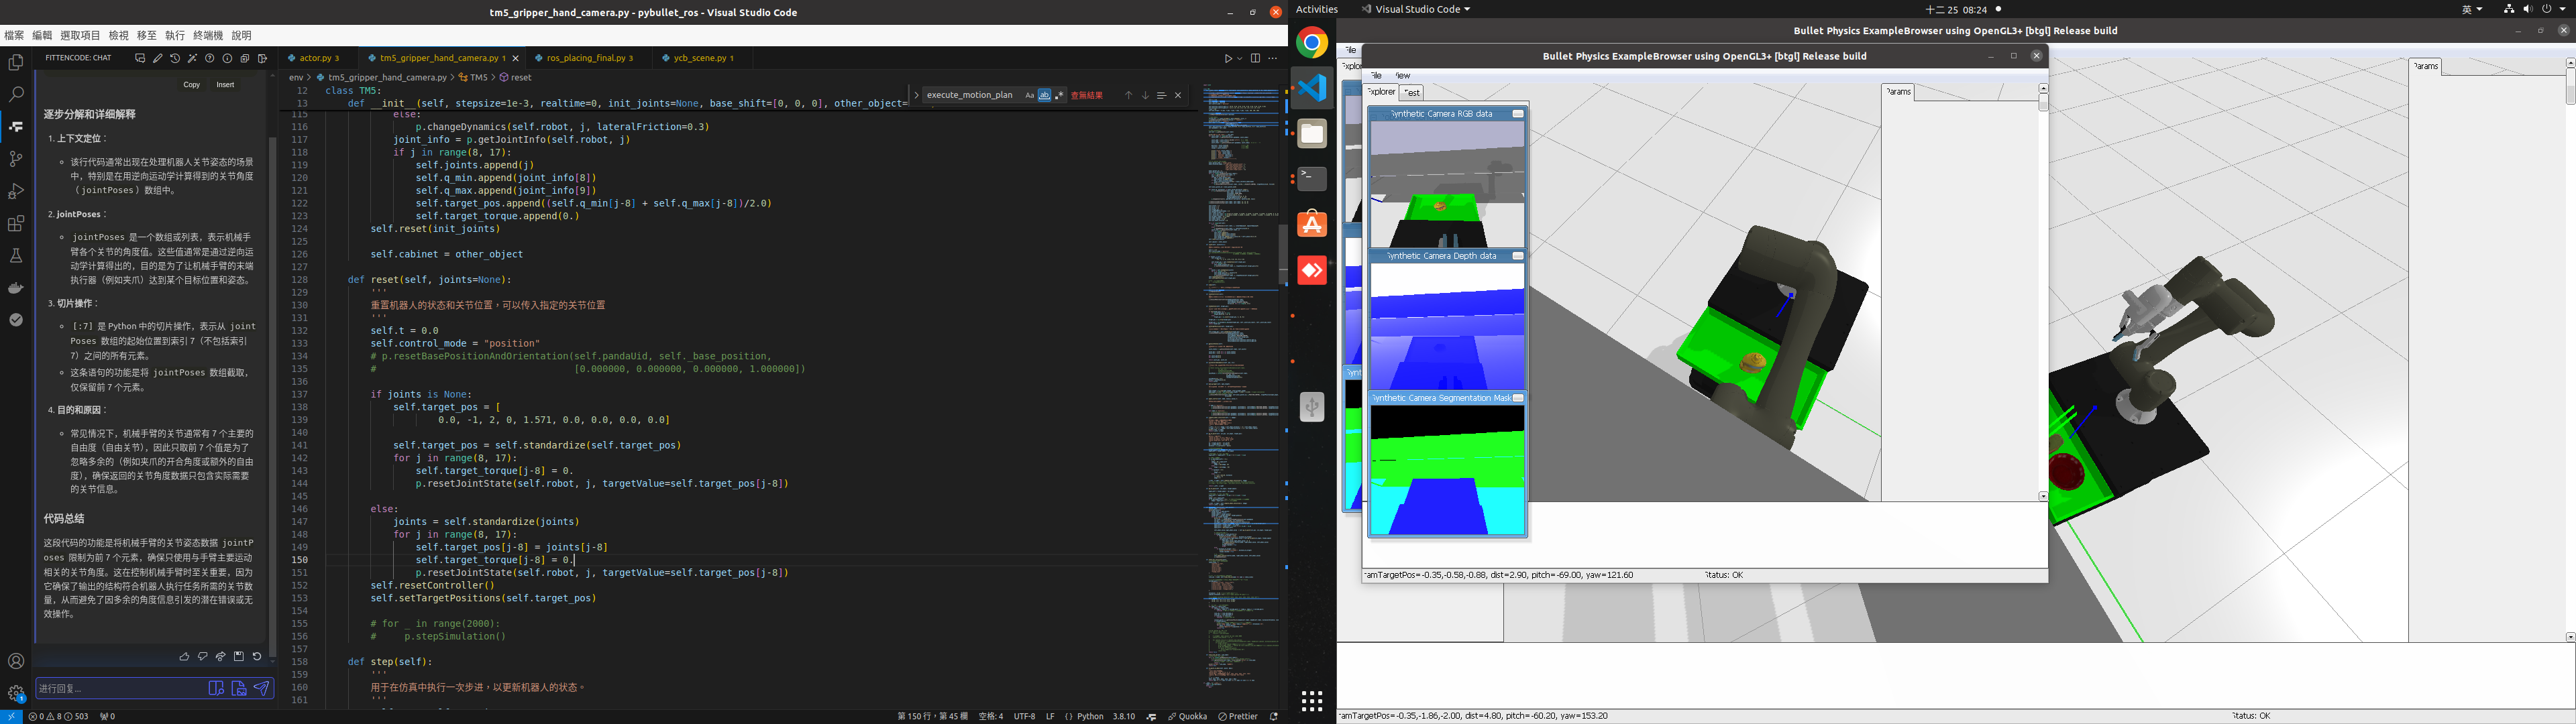 tm5_gripper_hand_camera.py - pybullet_ros - Visual Studio Code
檔案 編輯 選取項目 檢視 移至 執行 終端機 說明
FITTENCODE: CHAT
Copy Insert
逐步分解和详细解释
1. 上下文定位：
该行代码通常出现在处理机器人关节姿态的场景
中，特别是在用逆向运动学计算得到的关节角度
（jointPoses）数组中。
2. jointPoses：
jointPoses 是一个数组或列表，表示机械手
臂各个关节的角度值。这些值通常是通过逆向运
动学计算得出的，目的是为了让机械手臂的末端
执行器（例如夹爪）达到某个目标位置和姿态。
3. 切片操作：
[:7] 是 Python 中的切片操作，表示从 joint
Poses 数组的起始位置到索引 7（不包括索引
7）之间的所有元素。
这条语句的功能是将 jointPoses 数组截取，
仅保留前 7 个元素。
4. 目的和原因：
常见情况下，机械手臂的关节通常有 7 个主要的
自由度（自由关节），因此只取前 7 个值是为了
忽略多余的（例如夹爪的开合角度或额外的自由
度），确保返回的关节角度数据只包含实际需要
的关节信息。
代码总结
这段代码的功能是将机械手臂的关节姿态数据 jointP
oses 限制为前 7 个元素，确保只使用与手臂主要运动
相关的关节角度。这在控制机械手臂时至关重要，因为
它确保了输出的结构符合机器人执行任务所需的关节数
量，从而避免了因多余的角度信息引发的潜在错误或无
效操作。
进行回复...
actor.py 3 tm5_gripper_hand_camera.py 1 ros_placing_final.py 3 ycb_scene.py 1
env > tm5_gripper_hand_camera.py > TM5 > reset
execute_motion_plan Aa ab 查無結果
12 class TM5:
13 def __init__(self, stepsize=1e-3, realtime=0, init_joints=None, base_shift=[0, 0, 0], other_object=
115 else:
116 p.changeDynamics(self.robot, j, lateralFriction=0.3)
117 joint_info = p.getJointInfo(self.robot, j)
118 if j in range(8, 17):
119 self.joints.append(j)
120 self.q_min.append(joint_info[8])
121 self.q_max.append(joint_info[9])
122 self.target_pos.append((self.q_min[j-8] + self.q_max[j-8])/2.0)
123 self.target_torque.append(0.)
124 self.reset(init_joints)
125
126 self.cabinet = other_object
127
128 def reset(self, joints=None):
129 '''
130 重置机器人的状态和关节位置，可以传入指定的关节位置
131 '''
132 self.t = 0.0
133 self.control_mode = "position"
134 # p.resetBasePositionAndOrientation(self.pandaUid, self._base_position,
135 # [0.000000, 0.000000, 0.000000, 1.000000])
136
137 if joints is None:
138 self.target_pos = [
139 0.0, -1, 2, 0, 1.571, 0.0, 0.0, 0.0, 0.0]
140
141 self.target_pos = self.standardize(self.target_pos)
142 for j in range(8, 17):
143 self.target_torque[j-8] = 0.
144 p.resetJointState(self.robot, j, targetValue=self.target_pos[j-8])
145
146 else:
147 joints = self.standardize(joints)
148 for j in range(8, 17):
149 self.target_pos[j-8] = joints[j-8]
150 self.target_torque[j-8] = 0.
151 p.resetJointState(self.robot, j, targetValue=self.target_pos[j-8])
152 self.resetController()
153 self.setTargetPositions(self.target_pos)
154
155 # for _ in range(2000):
156 # p.stepSimulation()
157
158 def step(self):
159 '''
160 用于在仿真中执行一次步进，以更新机器人的状态。
161 '''
0 8 503 0 第 150 行，第 45 欄 空格: 4 UTF-8 LF Python 3.8.10 Quokka Prettier
Activities Visual Studio Code 十二 25 08:24 英
Bullet Physics ExampleBrowser using OpenGL3+ [btgl] Release build
File
Params
Bullet Physics ExampleBrowser using OpenGL3+ [btgl] Release build
File View
Explorer Test
Params
Synthetic Camera RGB data
Synthetic Camera Depth data
Synthetic Camera Segmentation Mask
amTargetPos=-0.35,-0.58,-0.88, dist=2.90, pitch=-69.00, yaw=121.60 Status: OK
amTargetPos=-0.35,-1.86,-2.00, dist=4.80, pitch=-60.20, yaw=153.20 Status: OK